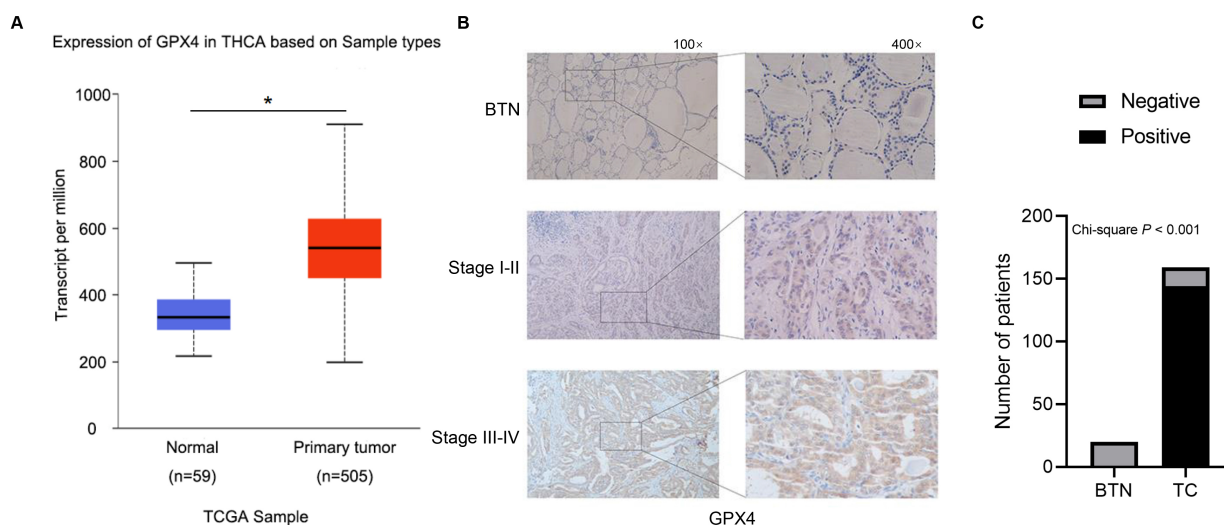 A
Expression of GPX4 in THCA based on Sample types
*
Transcript per million
1000
800
600
400
200
0
Normal
(n=59)
Primary tumor
(n=505)
TCGA Sample
B
100×
400×
BTN
Stage I-II
Stage III-IV
GPX4
C
Negative
Positive
Chi-square P < 0.001
Number of patients
200
150
100
50
0
BTN
TC